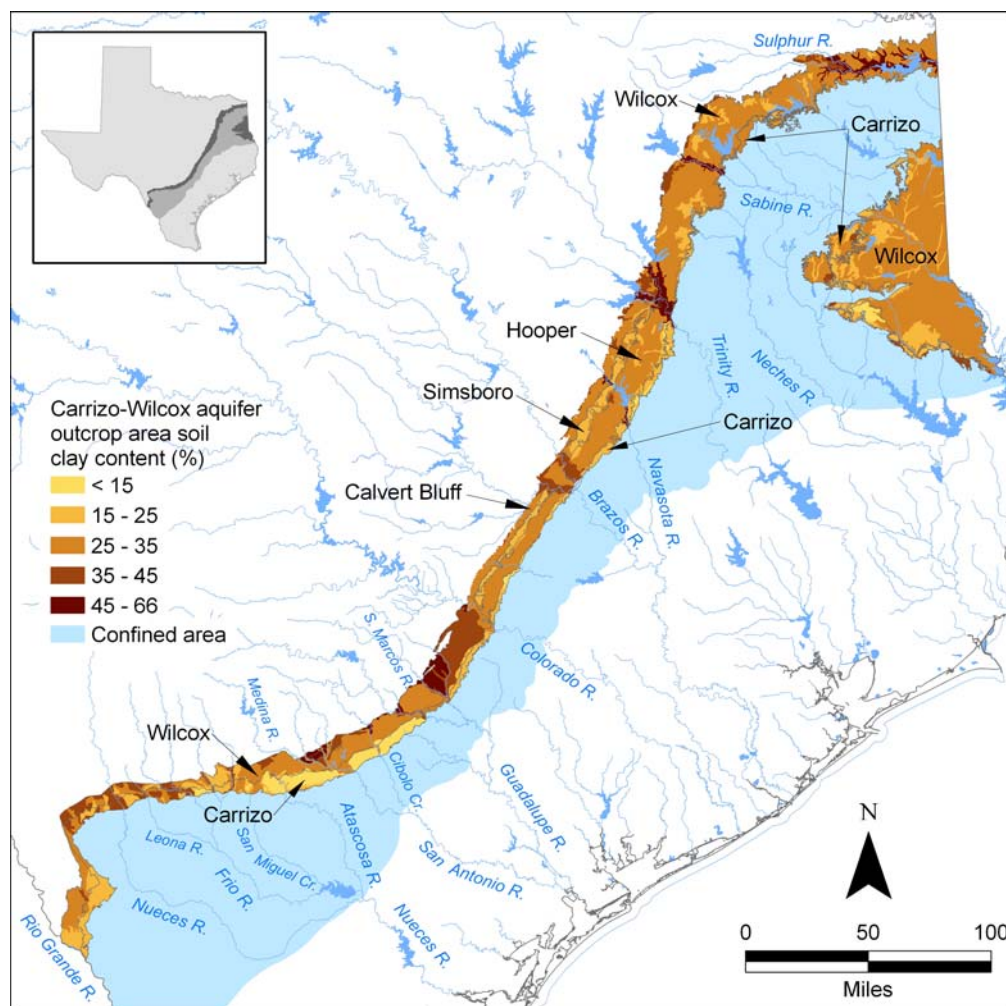 Sulphur R.
Wilcox
Carrizo
Sabine R.
Wilcox
Hooper
Trinity R.
Neches R.
Simsboro
Carrizo
Carrizo-Wilcox aquifer
outcrop area soil
clay content (%)
< 15
15 - 25
25 - 35
35 - 45
45 - 66
Confined area
Calvert Bluff
Navasota R.
Brazos R.
S. Marcos R.
Colorado R.
Medina R.
Wilcox
Cibolo Cr.
Guadalupe R.
Carrizo
Atascosa R.
Leona R.
San Miguel Cr.
Frio R.
San Antonio R.
Nueces R.
Nueces R.
Rio Grande R.
N
0 50 100
Miles